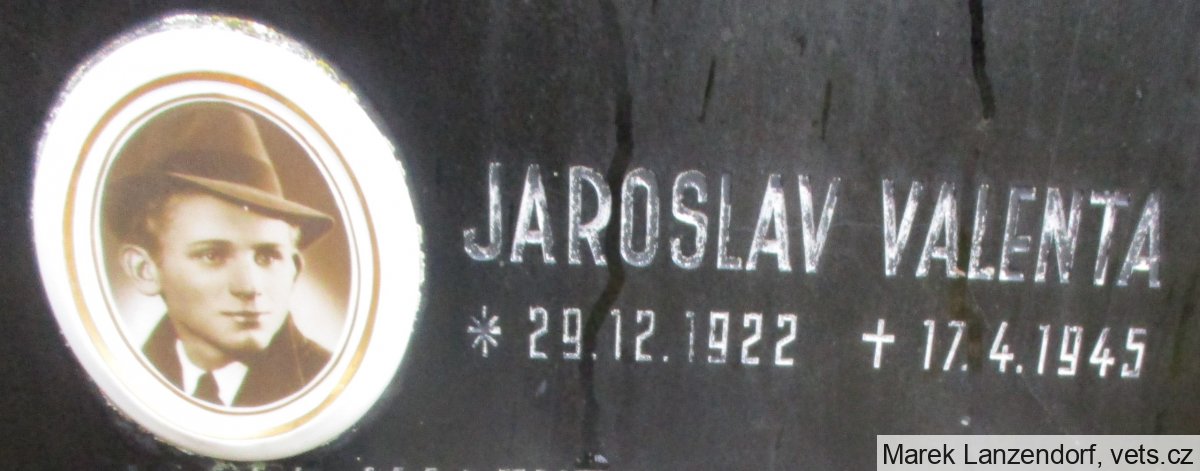 JAROSLAV VALENTA
* 29.12.1922 + 17.4.1945
Marek Lanzendorf, vets.cz